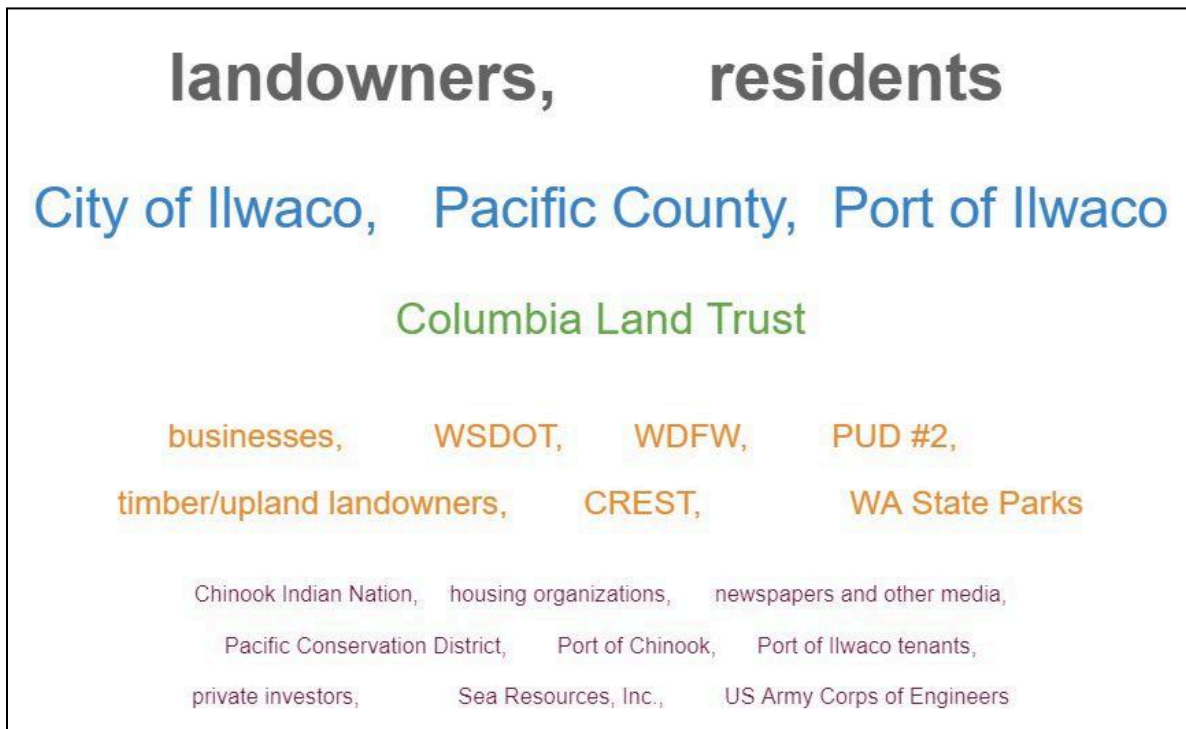 landowners, residents
City of Ilwaco, Pacific County, Port of Ilwaco
Columbia Land Trust
businesses, WSDOT, WDFW, PUD #2,
timber/upland landowners, CREST, WA State Parks
Chinook Indian Nation, housing organizations, newspapers and other media,
Pacific Conservation District, Port of Chinook, Port of Ilwaco tenants,
private investors, Sea Resources, Inc., US Army Corps of Engineers